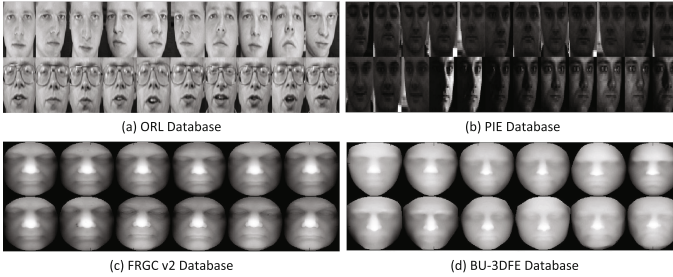 (a) ORL Database
(b) PIE Database
(c) FRGC v2 Database
(d) BU-3DFE Database